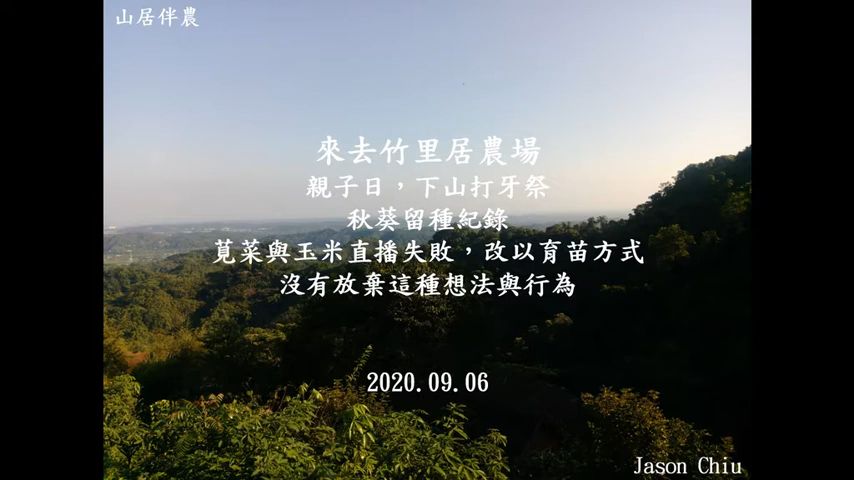 山居伴農
來去竹里居農場
親子日，下山打牙祭
秋葵留種紀錄
莧菜與玉米直播失敗，改以育苗方式
沒有放棄這種想法與行為
2020.09.06
Jason Chiu